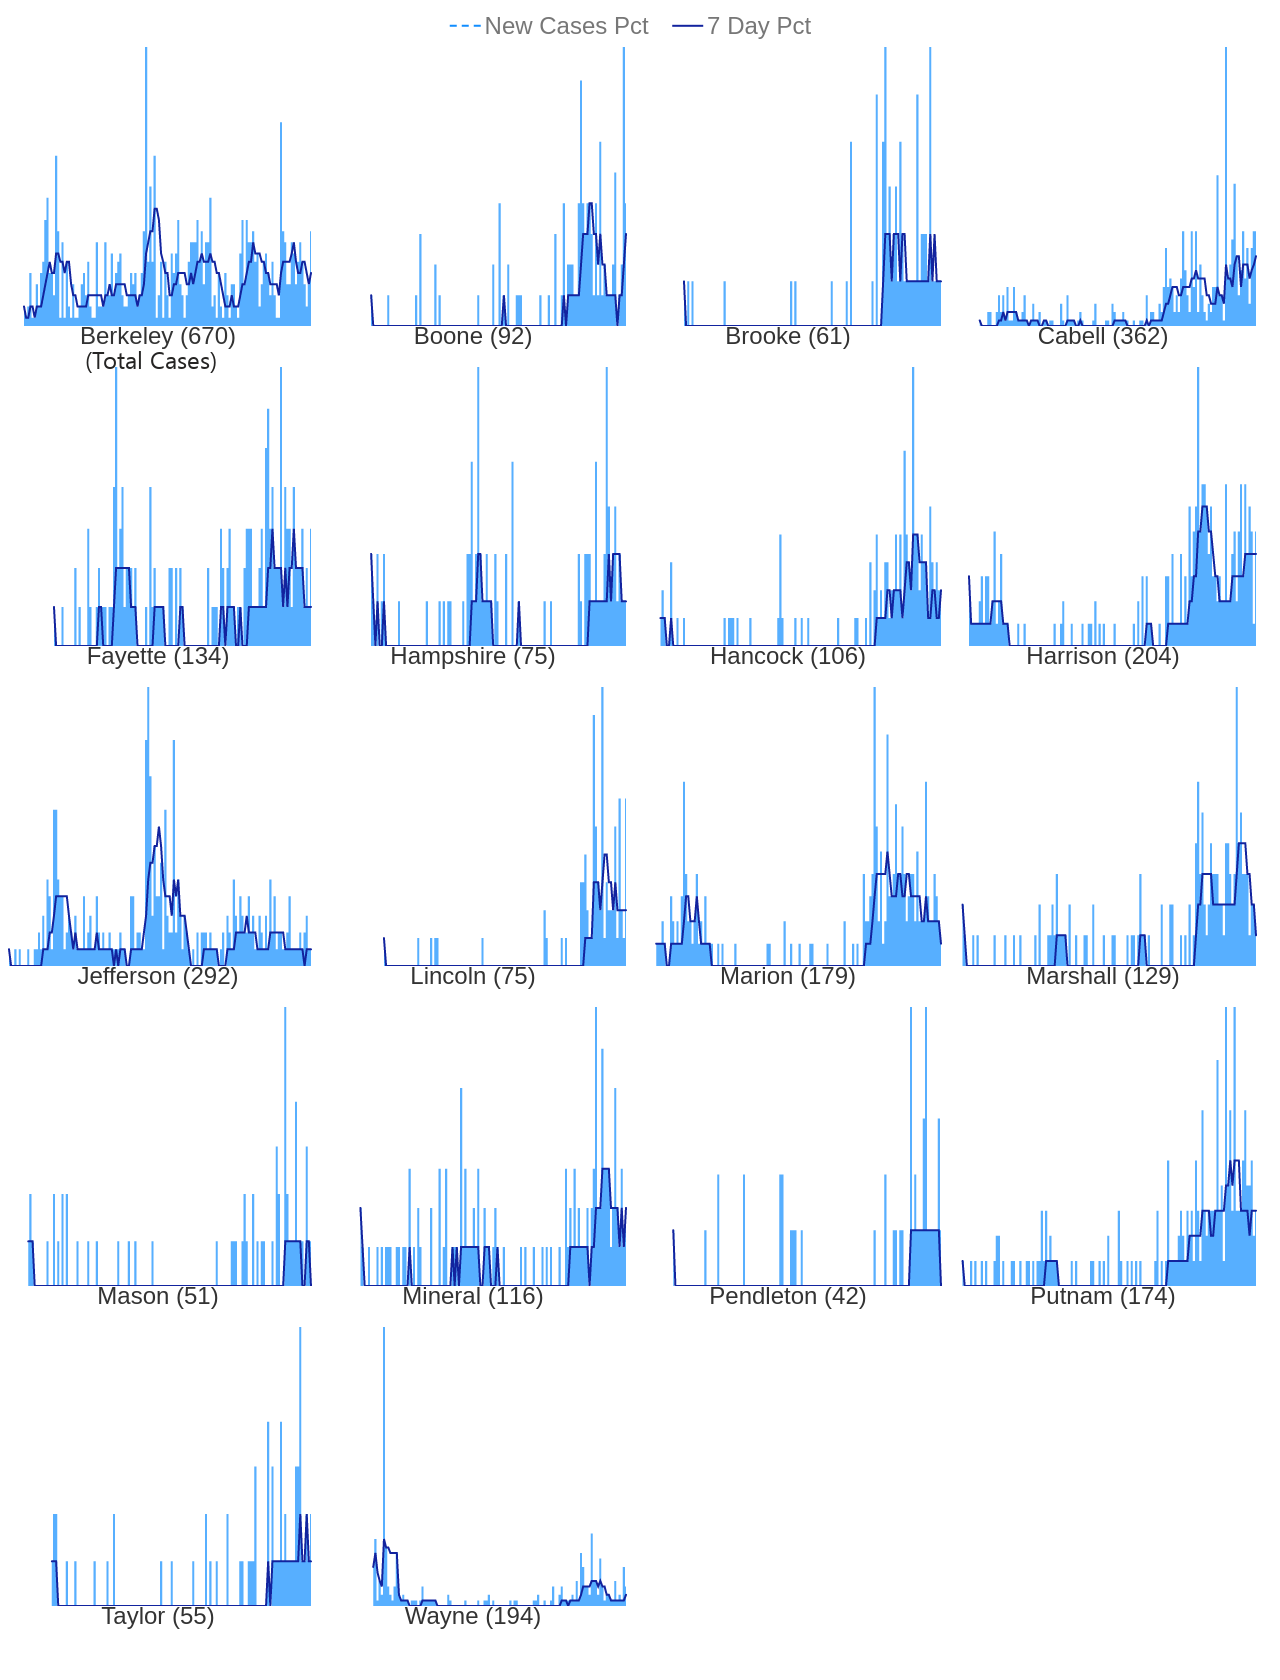 New Cases Pct 7 Day Pct
Berkeley (670)
(Total Cases)
Boone (92)
Brooke (61)
Cabell (362)
Fayette (134)
Hampshire (75)
Hancock (106)
Harrison (204)
Jefferson (292)
Lincoln (75)
Marion (179)
Marshall (129)
Mason (51)
Mineral (116)
Pendleton (42)
Putnam (174)
Taylor (55)
Wayne (194)